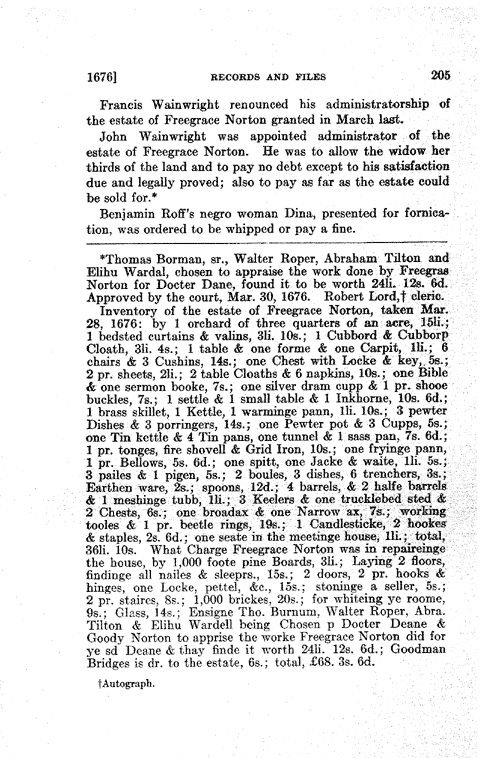 1676] RECORDS AND FILES 205
Francis Wainwright renounced his administratorship of
the estate of Freegrace Norton granted in March last.
John Wainwright was appointed administrator of the
estate of Freegrace Norton. He was to allow the widow her
thirds of the land and to pay no debt except to his satisfaction
due and legally proved; also to pay as far as the estate could
be sold for.*
Benjamin Roff's negro woman Dina, presented for fornica-
tion, was ordered to be whipped or pay a fine.
*Thomas Borman, sr., Walter Roper, Abraham Tilton and
Elihu Wardal, chosen to appraise the work done by Freegras
Norton for Docter Dane, found it to be worth 24li. 12s. 6d.
Approved by the court, Mar. 30, 1676. Robert Lord,† cleric.
Inventory of the estate of Freegrace Norton, taken Mar.
28, 1676: by 1 orchard of three quarters of an acre, 15li.;
1 bedsted curtains & valins, 3li. 10s.; 1 Cubbord & Cubborp
Cloath, 3li. 4s.; 1 table & one forme & one Carpit, 1li.; 6
chairs & 3 Cushins, 14s.; one Chest with Locke & key, 5s.;
2 pr. sheets, 2li.; 2 table Cloaths & 6 napkins, 10s.; one Bible
& one sermon booke, 7s.; one silver dram cupp & 1 pr. shooe
buckles, 7s.; 1 settle & 1 small table & 1 Inkhorne, 10s. 6d.;
1 brass skillet, 1 Kettle, 1 warminge pann, 1li. 10s.; 3 pewter
Dishes & 3 porringers, 14s.; one Pewter pot & 3 Cupps, 5s.;
one Tin kettle & 4 Tin pans, one tunnel & 1 sass pan, 7s. 6d.;
1 pr. tonges, fire shovell & Grid Iron, 10s.; one fryinge pann,
1 pr. Bellows, 5s. 6d.; one spitt, one Jacke & waite, 1li. 5s.;
3 pailes & 1 pigen, 5s.; 2 boules, 3 dishes, 6 trenchers, 3s.;
Earthen ware, 2s.; spoons, 12d.; 4 barrels, & 2 halfe barrels
& 1 meshinge tubb, 1li.; 3 Keelers & one trucklebed sted &
2 Chests, 6s.; one broadax & one Narrow ax, 7s.; working
tooles & 1 pr. beetle rings, 19s.; 1 Candlesticke, 2 hookes
& staples, 2s. 6d.; one seate in the meetinge house, 1li.; total,
36li. 10s. What Charge Freegrace Norton was in repaireinge
the house, by 1,000 foote pine Boards, 3li.; Laying 2 floors,
findinge all nailes & sleeprs., 15s.; 2 doors, 2 pr. hooks &
hinges, one Locke, pettel, &c., 15s.; stoninge a seller, 5s.;
2 pr. staires, 8s.; 1,000 brickes, 20s.; for whiteing ye roome,
9s.; Glass, 14s.; Ensigne Tho. Burnum, Walter Roper, Abra.
Tilton & Elihu Wardell being Chosen p Docter Deane &
Goody Norton to apprise the worke Freegrace Norton did for
ye sd Deane & thay finde it worth 24li. 12s. 6d.; Goodman
Bridges is dr. to the estate, 6s.; total, £68. 3s. 6d.
†Autograph.